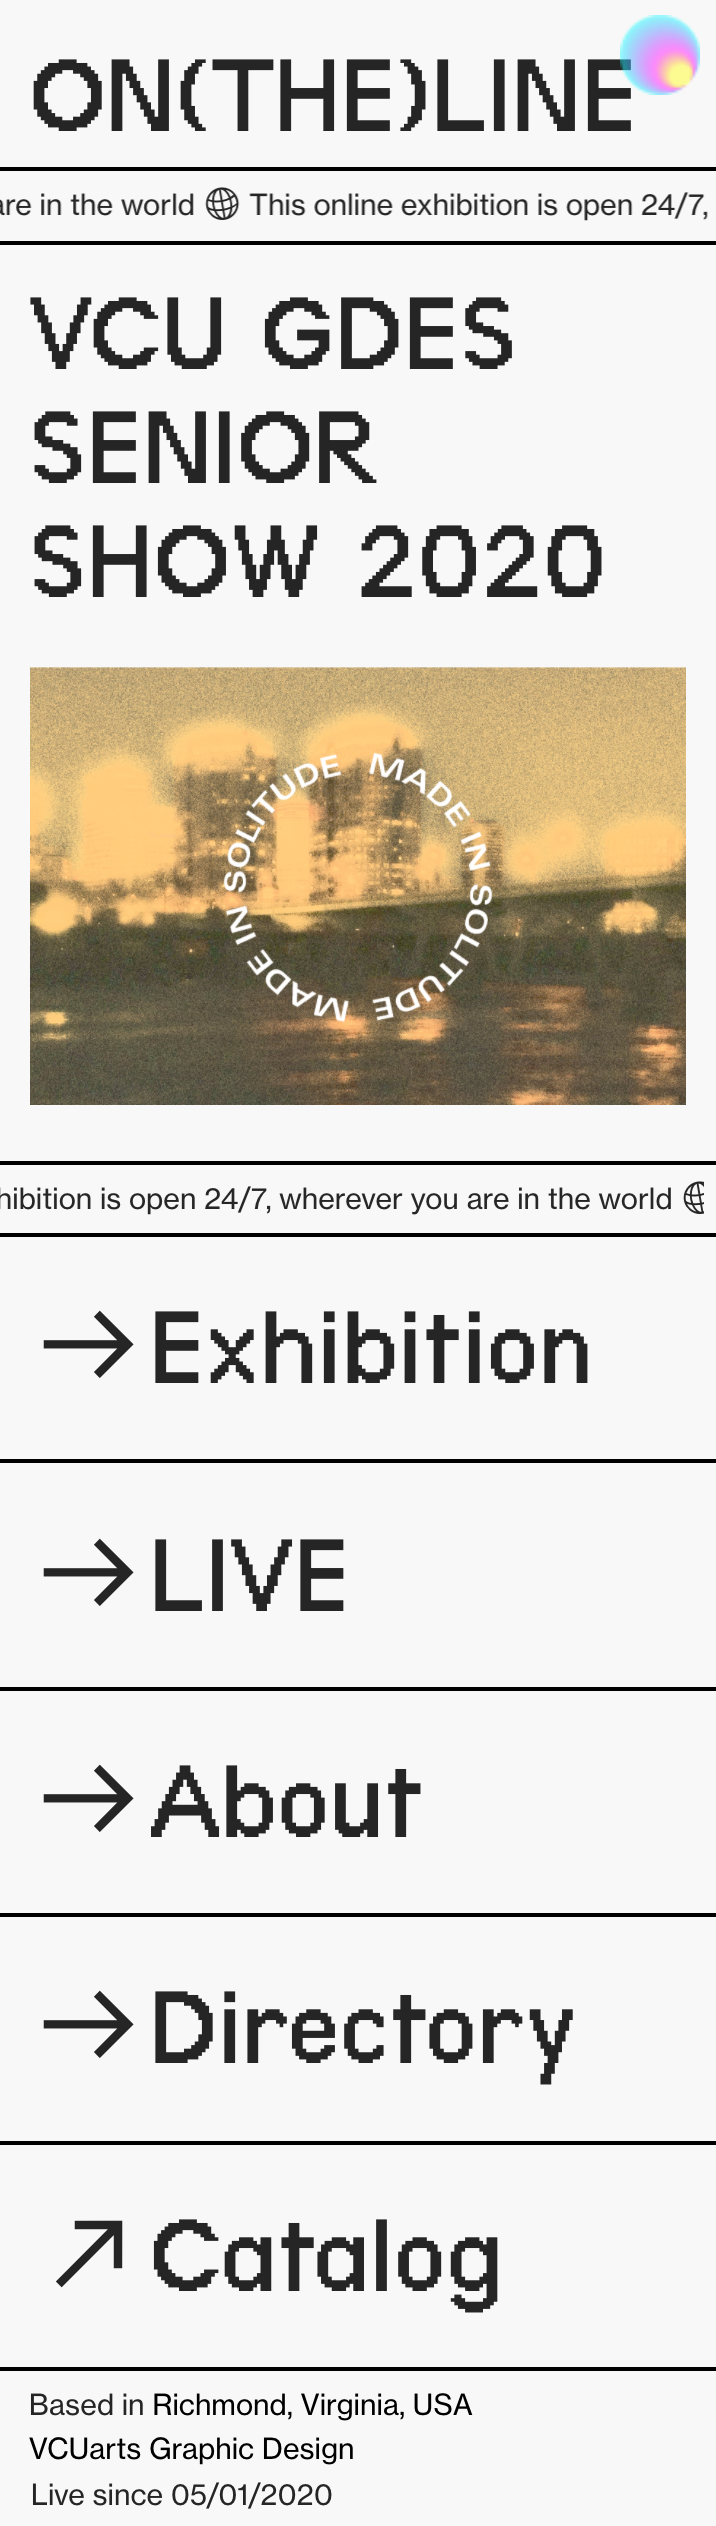 ON(THE)LINE
are in the world This online exhibition is open 24/7,
VCU GDES
SENIOR
SHOW 2020
MADE IN SOLITUDE MADE IN SOLITUDE
hibition is open 24/7, wherever you are in the world
→ Exhibition
→ LIVE
→ About
→ Directory
↗ Catalog
Based in Richmond, Virginia, USA
VCUarts Graphic Design
Live since 05/01/2020